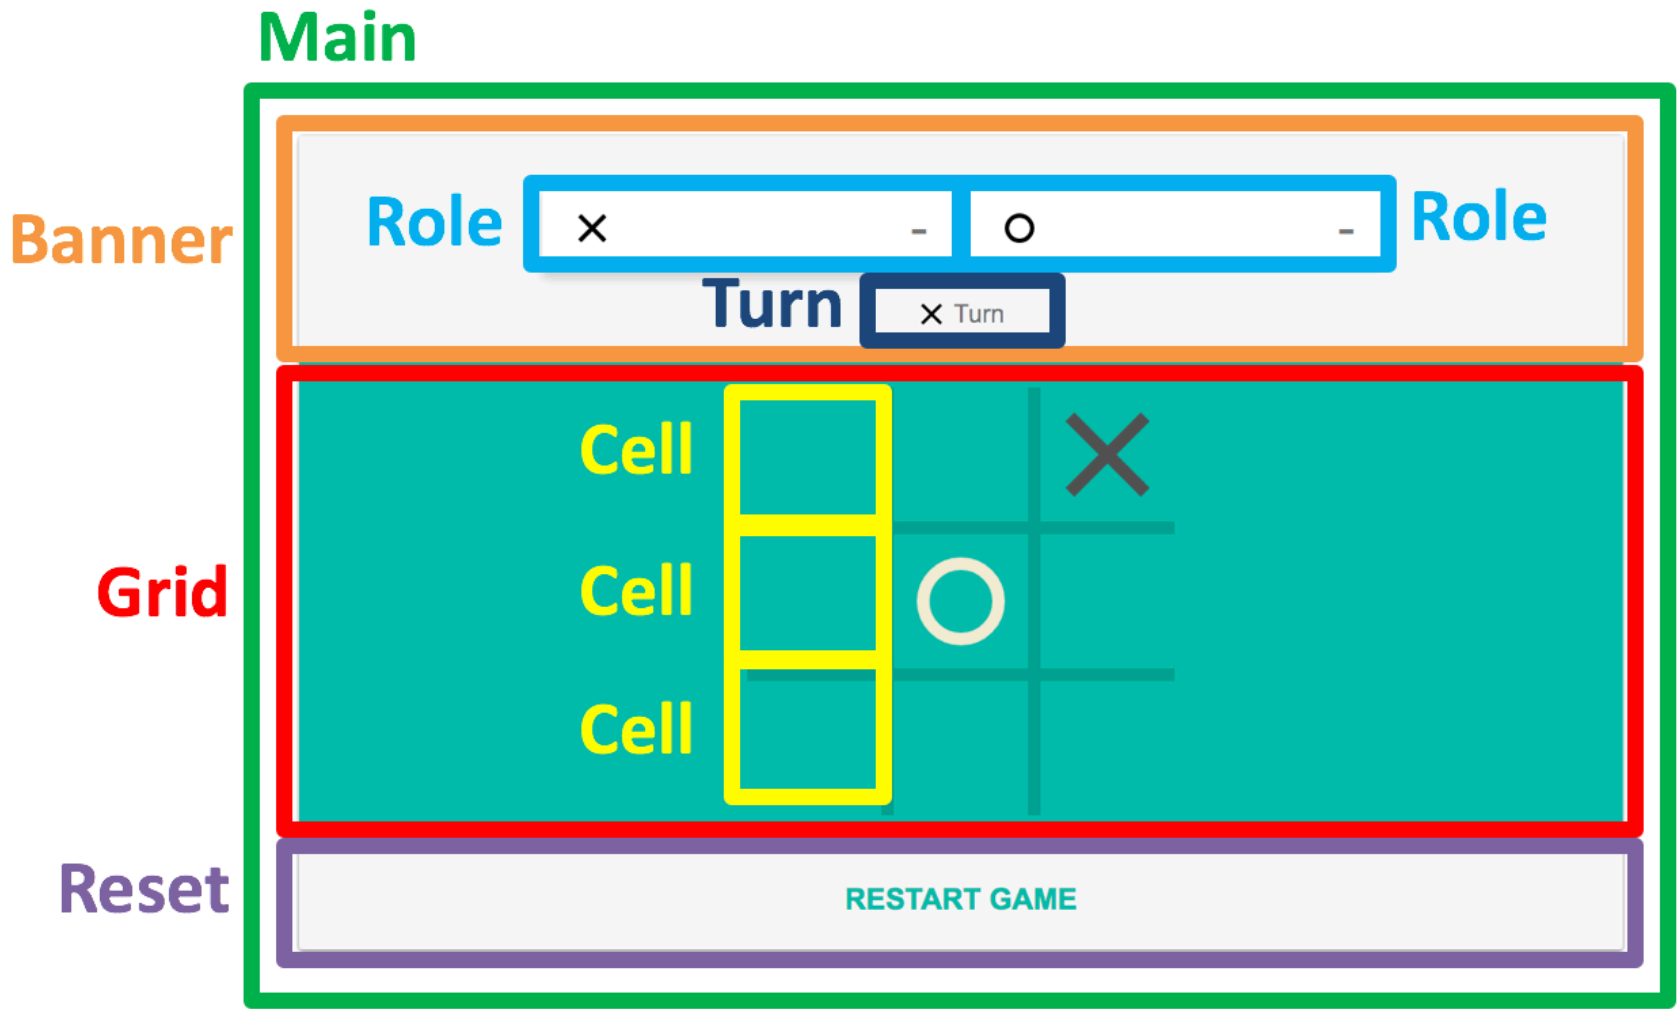 Main
Banner
Role
× -
○ -
Role
Turn
× Turn
Cell
×
Grid
Cell
○
Cell
Reset
RESTART GAME